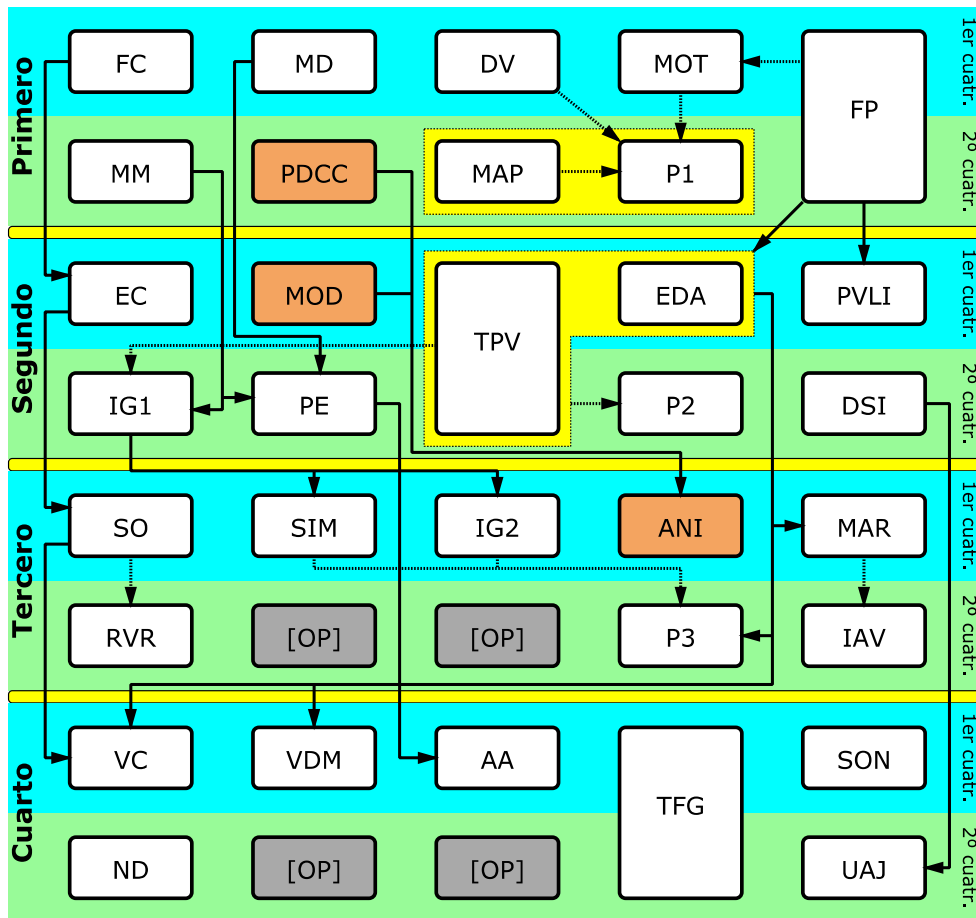 Primero
1er cuatr.
FC
MD
DV
MOT
FP
2º cuatr.
MM
PDCC
MAP
P1
Segundo
1er cuatr.
EC
MOD
TPV
EDA
PVLI
2º cuatr.
IG1
PE
P2
DSI
Tercero
1er cuatr.
SO
SIM
IG2
ANI
MAR
2º cuatr.
RVR
[OP]
[OP]
P3
IAV
Cuarto
1er cuatr.
VC
VDM
AA
TFG
SON
2º cuatr.
ND
[OP]
[OP]
UAJ